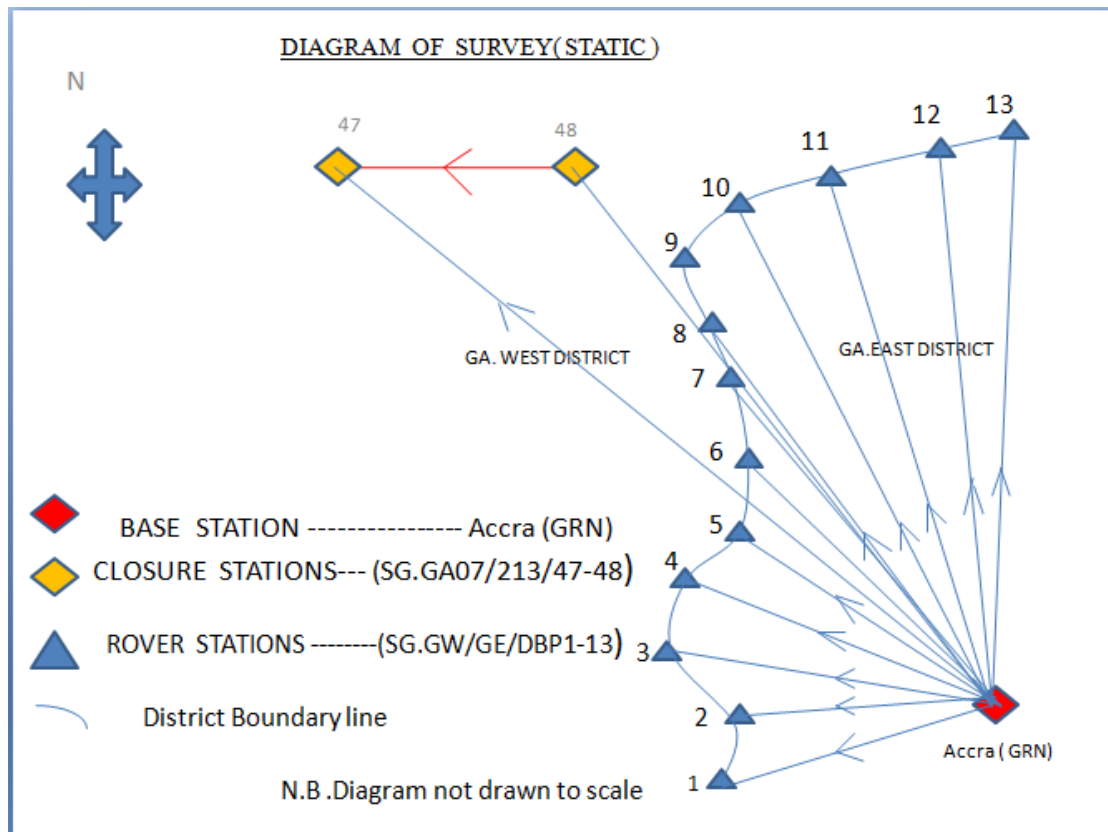 DIAGRAM OF SURVEY(STATIC)
N
47
48
13
12
11
10
9
8
GA. WEST DISTRICT
GA.EAST DISTRICT
7
6
5
4
3
2
1
BASE STATION ---------------- Accra (GRN)
CLOSURE STATIONS--- (SG.GA07/213/47-48)
ROVER STATIONS --------(SG.GW/GE/DBP1-13)
District Boundary line
Accra ( GRN)
N.B .Diagram not drawn to scale